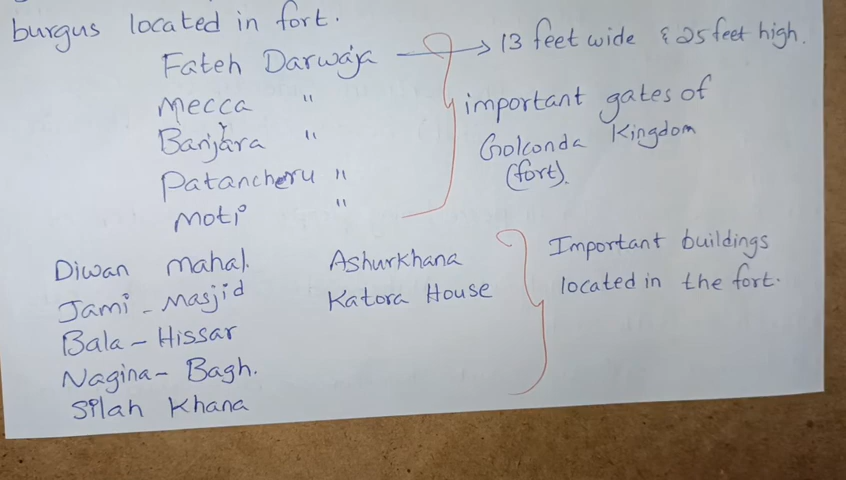 burgus located in fort.
Fateh Darwaja → 13 feet wide & 25 feet high.
Mecca "
Banjara "
Patancheru "
Moti "
important gates of
Golconda Kingdom
(fort).
Diwan Mahal.
Jami - Masjid
Bala - Hissar
Nagina - Bagh.
Silah Khana
Ashurkhana
Katora House
Important buildings
located in the fort.